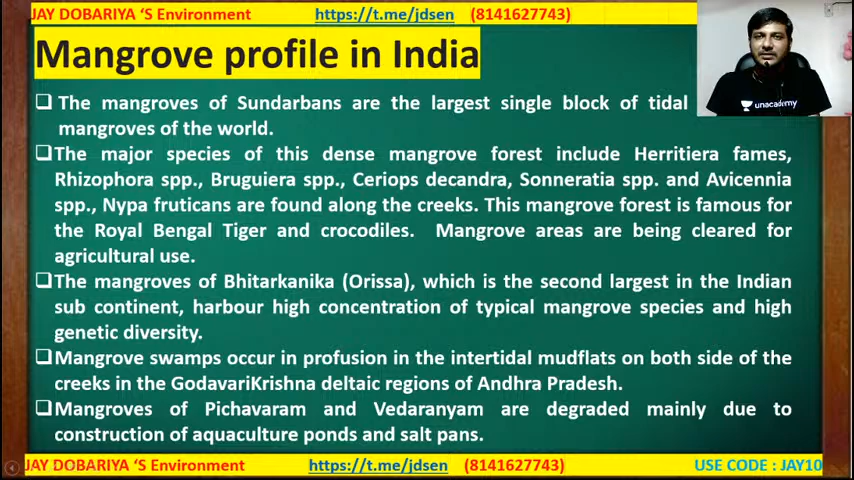 JAY DOBARIYA ‘S Environment https://t.me/jdsen (8141627743)
Mangrove profile in India
unacademy
❑ The mangroves of Sundarbans are the largest single block of tidal
mangroves of the world.
❑The major species of this dense mangrove forest include Herritiera fames,
Rhizophora spp., Bruguiera spp., Ceriops decandra, Sonneratia spp. and Avicennia
spp., Nypa fruticans are found along the creeks. This mangrove forest is famous for
the Royal Bengal Tiger and crocodiles. Mangrove areas are being cleared for
agricultural use.
❑The mangroves of Bhitarkanika (Orissa), which is the second largest in the Indian
sub continent, harbour high concentration of typical mangrove species and high
genetic diversity.
❑Mangrove swamps occur in profusion in the intertidal mudflats on both side of the
creeks in the GodavariKrishna deltaic regions of Andhra Pradesh.
❑Mangroves of Pichavaram and Vedaranyam are degraded mainly due to
construction of aquaculture ponds and salt pans.
JAY DOBARIYA ‘S Environment https://t.me/jdsen (8141627743) USE CODE : JAY10